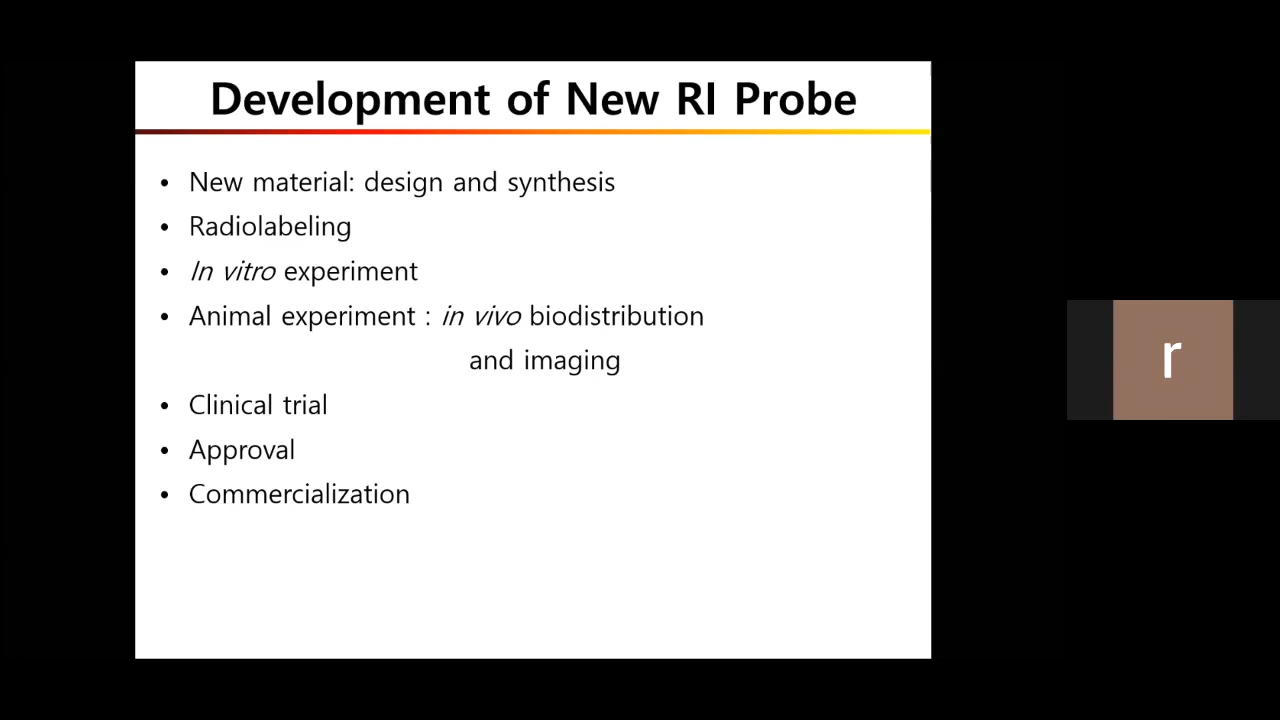 Development of New RI Probe
• New material: design and synthesis
• Radiolabeling
• In vitro experiment
• Animal experiment : in vivo biodistribution
and imaging
• Clinical trial
• Approval
• Commercialization
r